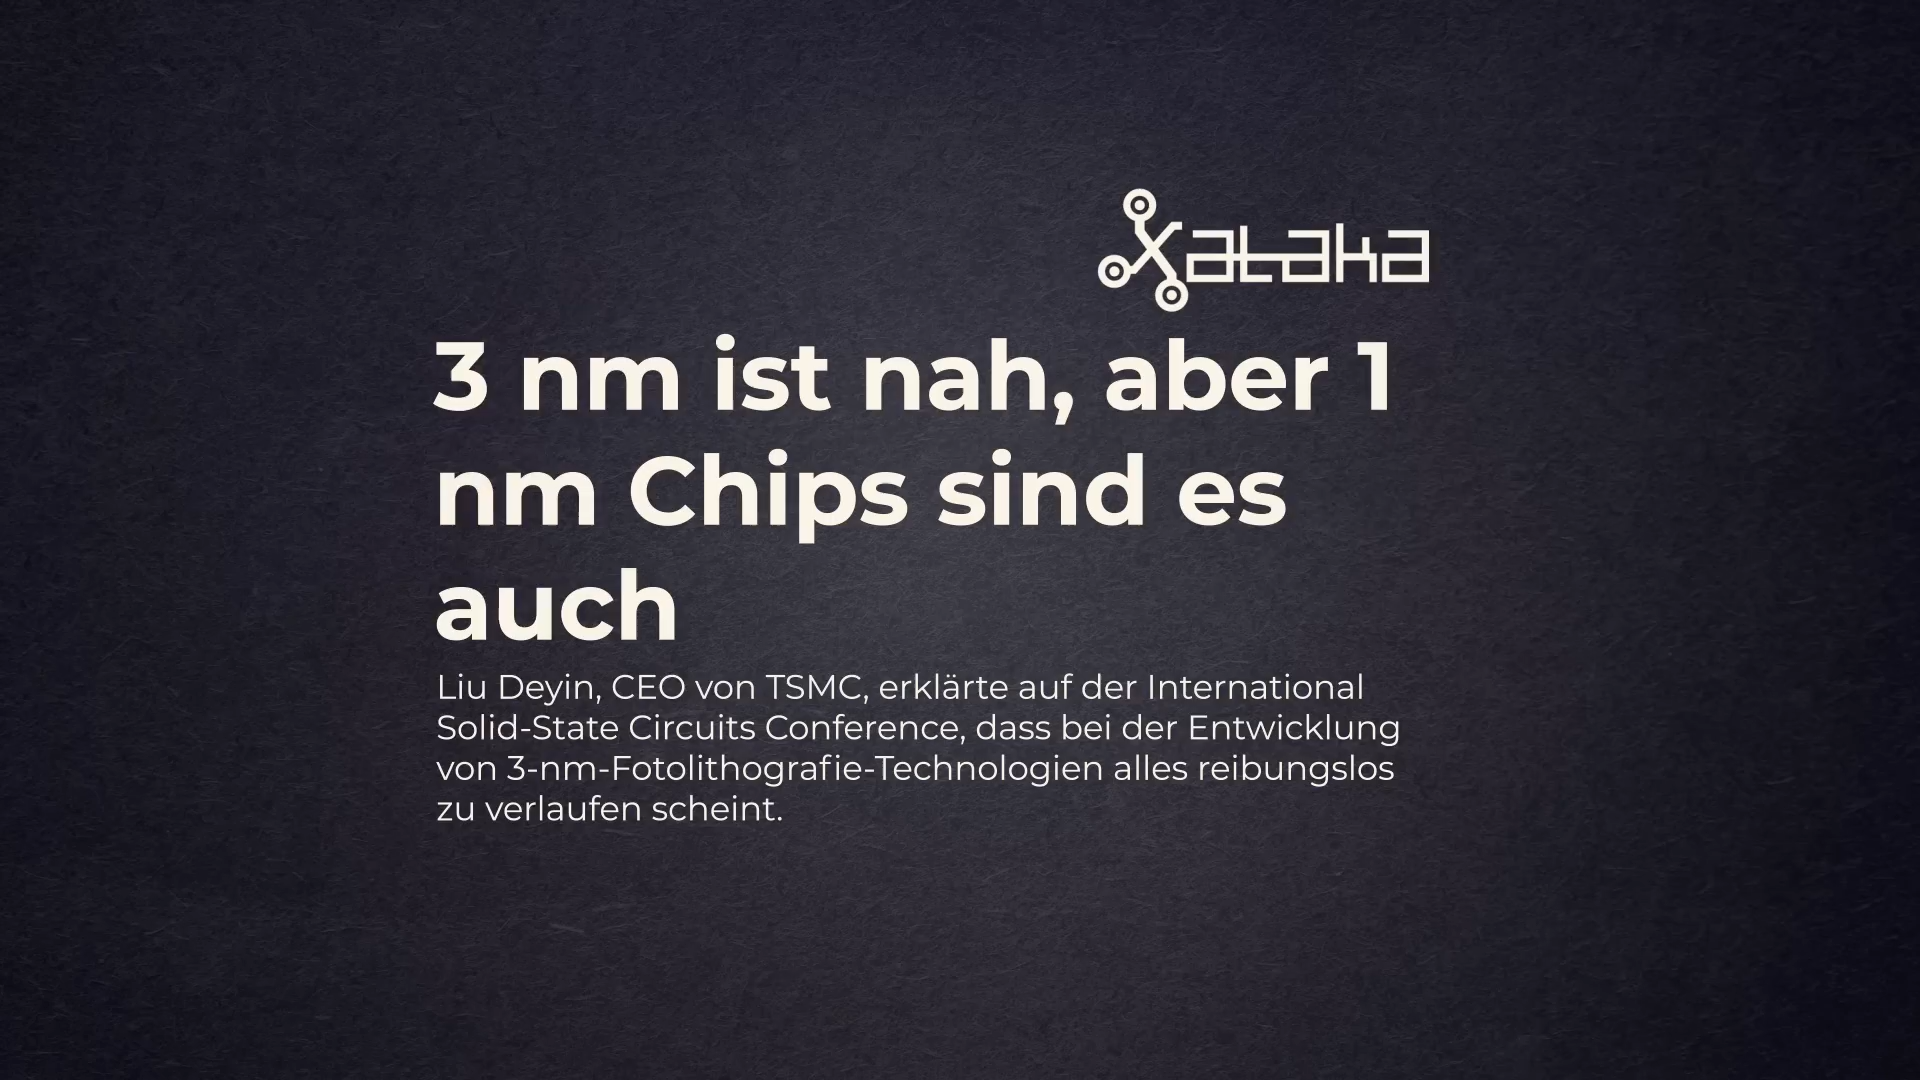 xataka
3 nm ist nah, aber 1
nm Chips sind es
auch
Liu Deyin, CEO von TSMC, erklärte auf der International
Solid-State Circuits Conference, dass bei der Entwicklung
von 3-nm-Fotolithografie-Technologien alles reibungslos
zu verlaufen scheint.